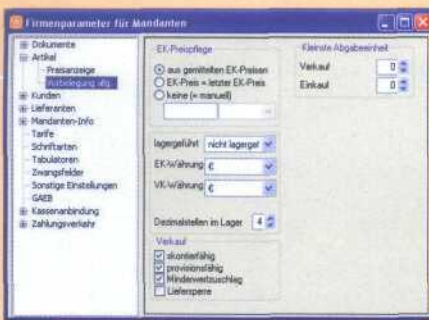 Firmenparameter für Mandanten
Dokumente
Artikel
Preisanzeige
Vorbelegung allg.
Kunden
Lieferanten
Mandanten-Info
Tarife
Schriftarten
Tabulatoren
Zwangsfelder
Sonstige Einstellungen
GAEB
Kassenanbindung
Zahlungsverkehr
EK-Preispflege
aus gemittelten EK-Preisen
EK-Preis = letzter EK-Preis
keine (= manuell)
lagergeführt nicht lagergef
EK-Währung €
VK-Währung €
Dezimalstellen im Lager 4
Verkauf
skontierfähig
provisionsfähig
Minderwertzuschlag
Liefersperre
Kleinste Abgabeeinheit
Verkauf 0
Einkauf 0